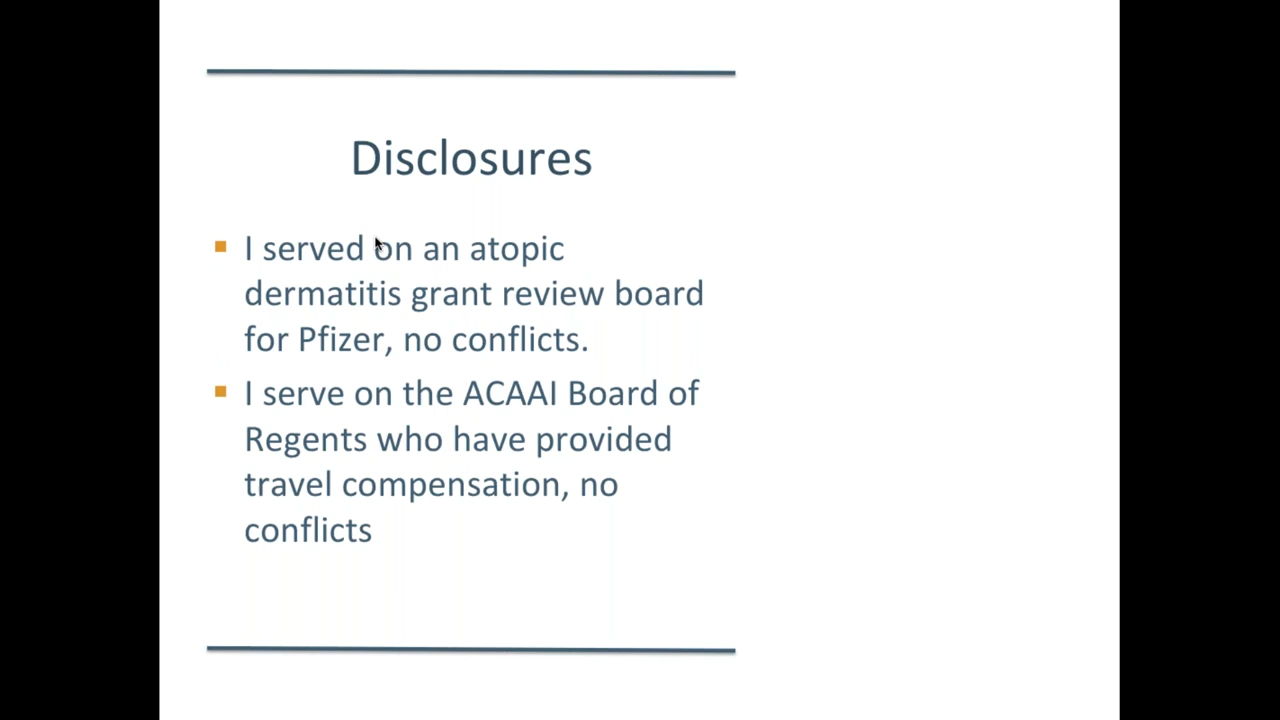 Disclosures
I served on an atopic
dermatitis grant review board
for Pfizer, no conflicts.
I serve on the ACAAI Board of
Regents who have provided
travel compensation, no
conflicts